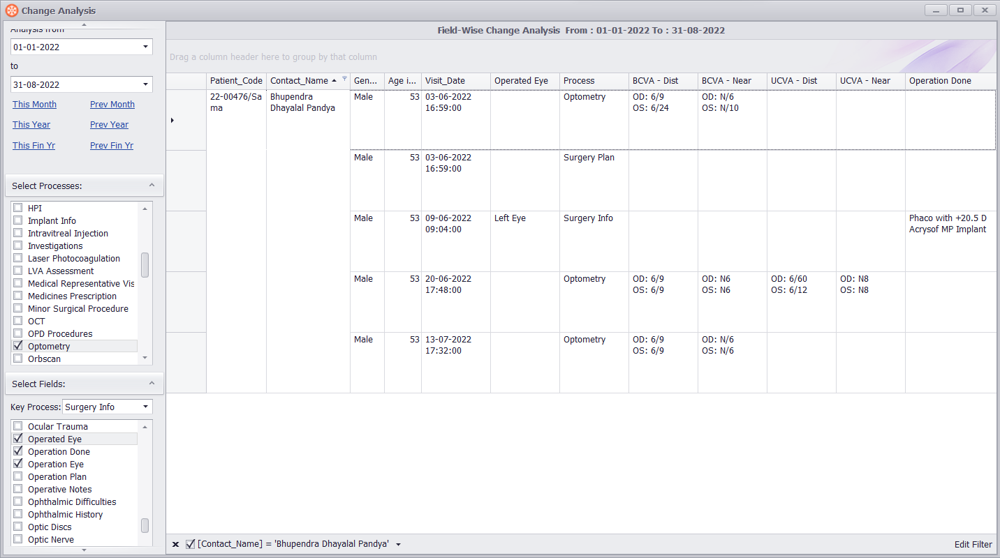 Change Analysis
Analysis from
01-01-2022
to
31-08-2022
This Month Prev Month
This Year Prev Year
This Fin Yr Prev Fin Yr
Select Processes:
HPI
Implant Info
Intravitreal Injection
Investigations
Laser Photocoagulation
LVA Assessment
Medical Representative Vis
Medicines Prescription
Minor Surgical Procedure
OCT
OPD Procedures
Optometry
Orbscan
Select Fields:
Key Process: Surgery Info
Ocular Trauma
Operated Eye
Operation Done
Operation Eye
Operation Plan
Operative Notes
Ophthalmic Difficulties
Ophthalmic History
Optic Discs
Optic Nerve
Field-Wise Change Analysis From : 01-01-2022 To : 31-08-2022
Drag a column header here to group by that column
Patient_Code Contact_Name Gen... Age i... Visit_Date Operated Eye Process BCVA - Dist BCVA - Near UCVA - Dist UCVA - Near Operation Done
22-00476/Sa Bhupendra Male 53 03-06-2022 Optometry OD: 6/9 OD: N/6
ma Dhayalal Pandya 16:59:00 OS: 6/24 OS: N/10
Male 53 03-06-2022 Surgery Plan
16:59:00
Male 53 09-06-2022 Left Eye Surgery Info Phaco with +20.5 D
09:04:00 Acrysof MP Implant
Male 53 20-06-2022 Optometry OD: 6/9 OD: N6 OD: 6/60 OD: N8
17:48:00 OS: 6/9 OS: N6 OS: 6/12 OS: N8
Male 53 13-07-2022 Optometry OD: 6/9 OD: N/6
17:32:00 OS: 6/9 OS: N/6
[Contact_Name] = 'Bhupendra Dhayalal Pandya' Edit Filter